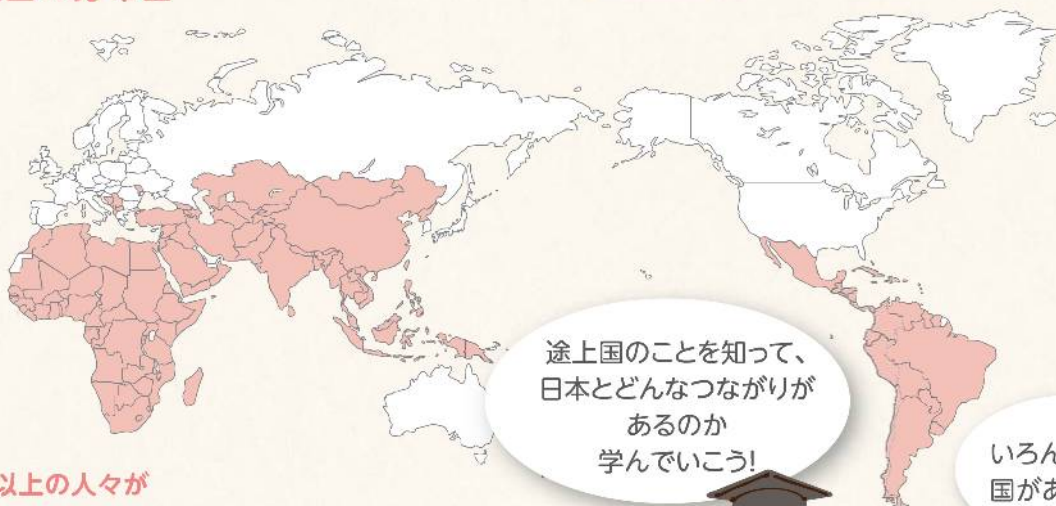 途上国のことを知って、
日本とどんなつながりが
あるのか
学んでいこう!
以上の人々が
いろん
国があ